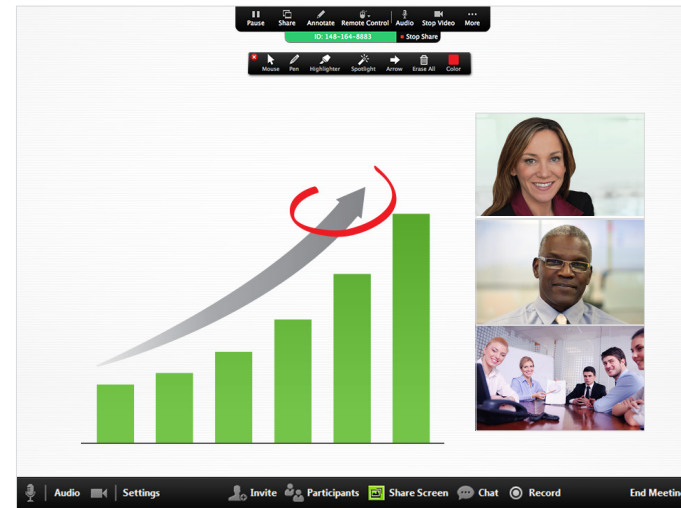 Pause Share Annotate Remote Control Audio Stop Video More
ID: 148-164-8883 Stop Share
Mouse Pen Highlighter Spotlight Arrow Erase All Color
Audio Settings Invite Participants Share Screen Chat Record End Meetin